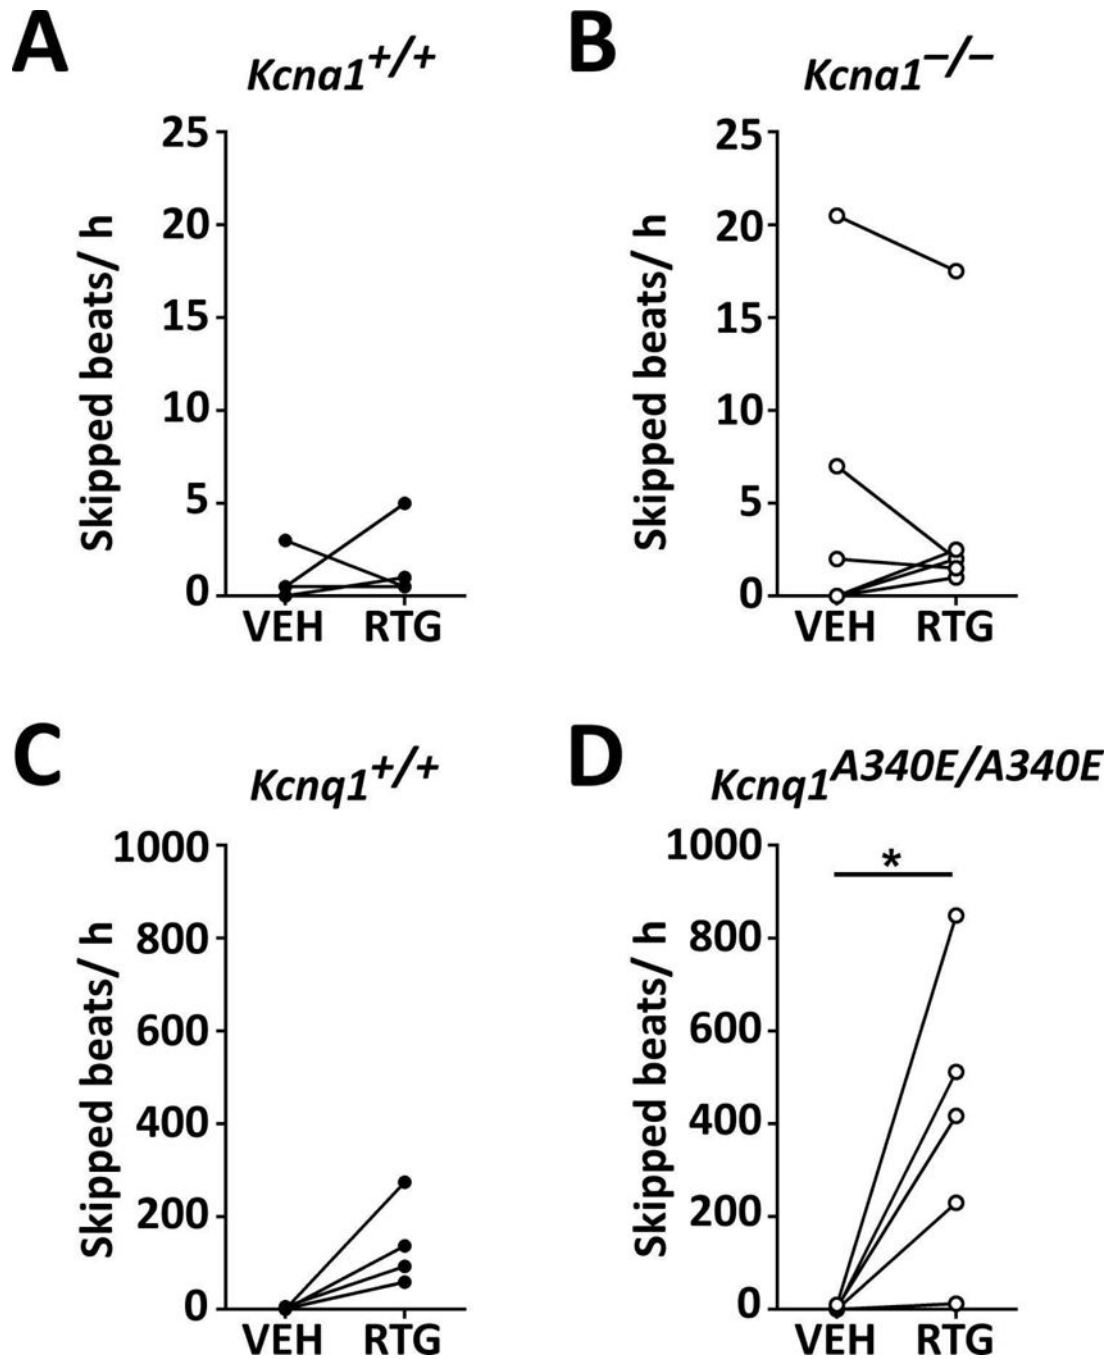 A
Kcna1+/+
25
20
15
10
5
0
Skipped beats/ h
VEH RTG
B
Kcna1–/–
25
20
15
10
5
0
Skipped beats/ h
VEH RTG
C
Kcnq1+/+
1000
800
600
400
200
0
Skipped beats/ h
VEH RTG
D
Kcnq1A340E/A340E
1000
800
600
400
200
0
Skipped beats/ h
*
VEH RTG